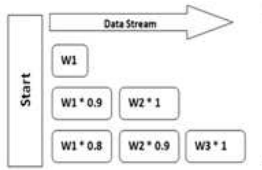 Data Stream
Start
W1
W1 * 0.9 W2 * 1
W1 * 0.8 W2 * 0.9 W3 * 1